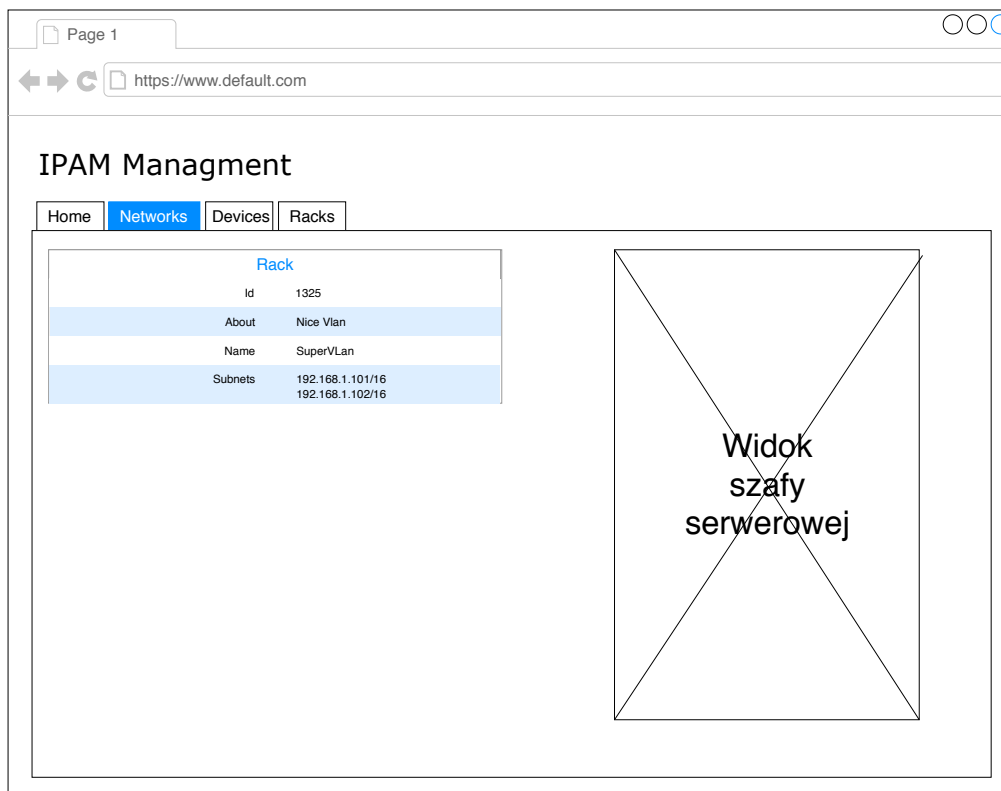 Page 1
https://www.default.com
IPAM Managment
Home Networks Devices Racks
Rack
Id 1325
About Nice Vlan
Name SuperVLan
Subnets 192.168.1.101/16
192.168.1.102/16
Widok
szafy
serwerowej